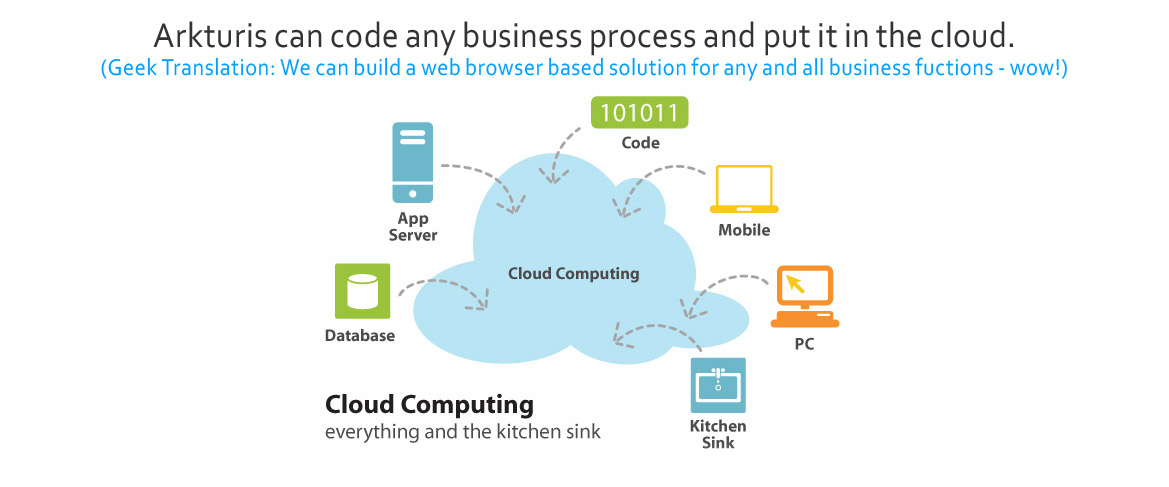 Arkturis can code any business process and put it in the cloud.
(Geek Translation: We can build a web browser based solution for any and all business fuctions - wow!)
101011
Code
App
Server
Mobile
Cloud Computing
Database
PC
Cloud Computing
everything and the kitchen sink
Kitchen
Sink